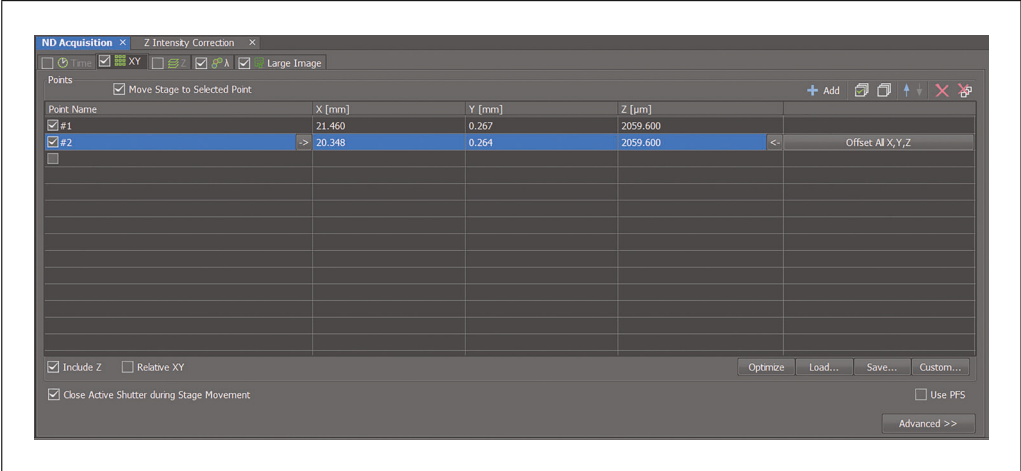 ND Acquisition × Z Intensity Correction ×
Time XY Z λ Large Image
Points
Move Stage to Selected Point
+ Add
Point Name X [mm] Y [mm] Z [µm]
#1 21.460 0.267 2059.600
#2 -> 20.348 0.264 2059.600 <- Offset All X,Y,Z
Include Z Relative XY Optimize Load... Save... Custom...
Close Active Shutter during Stage Movement Use PFS
Advanced >>